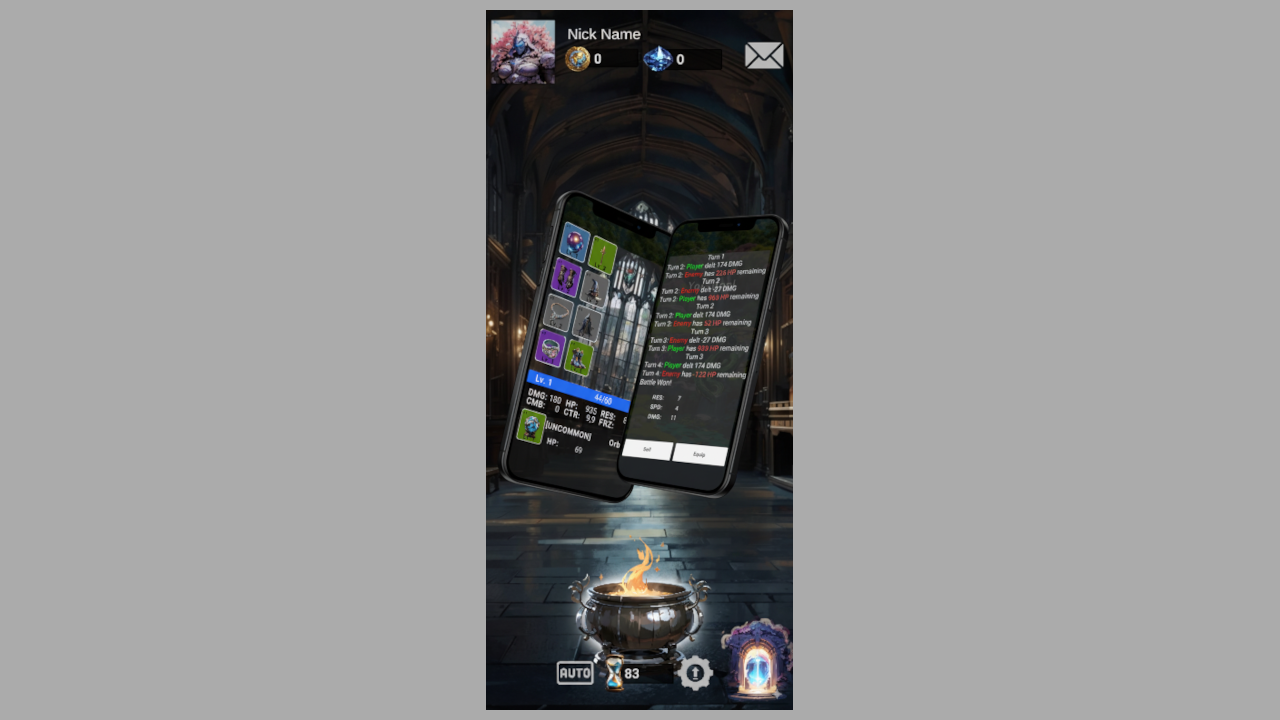 Nick Name
0 0
Lv. 1 44/60
DMG: 180 HP: 935 RES:
CMB: 0 CTR: 9,9 FRZ:
[UNCOMMON] Orb
HP: 69
Turn 1
Turn 2: Player delt 174 DMG
Turn 2: Enemy has 226 HP remaining
Turn 2
Turn 2: Enemy delt -27 DMG
Turn 2: Player has 960 HP remaining
Turn 2
Turn 2: Player delt 174 DMG
Turn 2: Enemy has 52 HP remaining
Turn 3
Turn 3: Enemy delt -27 DMG
Turn 3: Player has 933 HP remaining
Turn 3
Turn 4: Player delt 174 DMG
Turn 4: Enemy has -122 HP remaining
Battle Won!
RES: 7
SPD: 4
DMG: 11
Sell Equip
AUTO 83